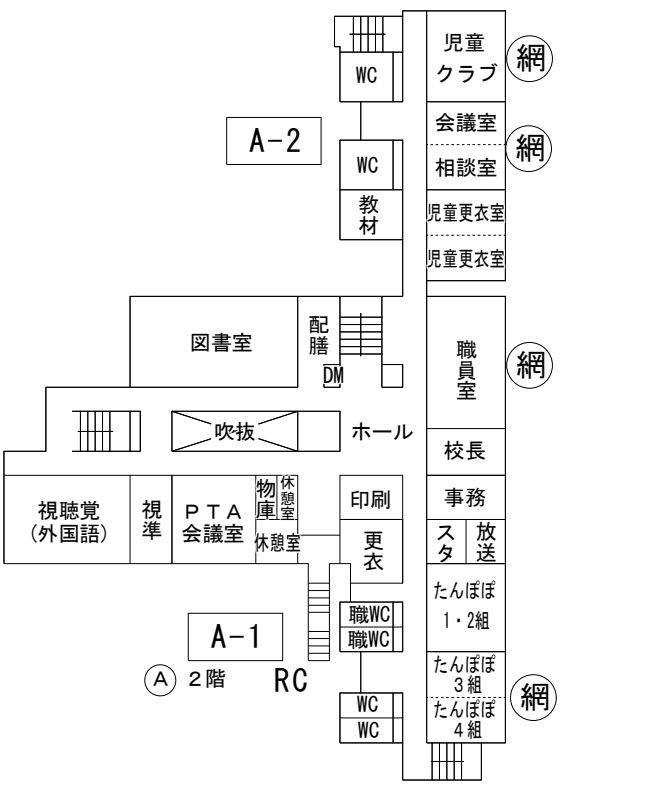 児童
クラブ
網
WC
A-2
会議室
網
WC
相談室
教材
児童更衣室
児童更衣室
図書室
配膳
職員室
網
DM
吹抜
ホール
校長
視聴覚
(外国語)
視準
PTA
会議室
物庫
休憩室
休憩室
印刷
事務
更衣
スタ
放送
たんぽぽ
1・2組
職WC
職WC
A-1
A 2階
RC
たんぽぽ
3組
網
たんぽぽ
4組
WC
WC